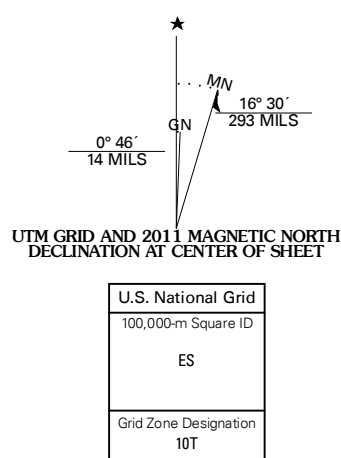 MN
16° 30´
293 MILS
GN
0° 46´
14 MILS
UTM GRID AND 2011 MAGNETIC NORTH
DECLINATION AT CENTER OF SHEET
U.S. National Grid
100,000-m Square ID
ES
Grid Zone Designation
10T